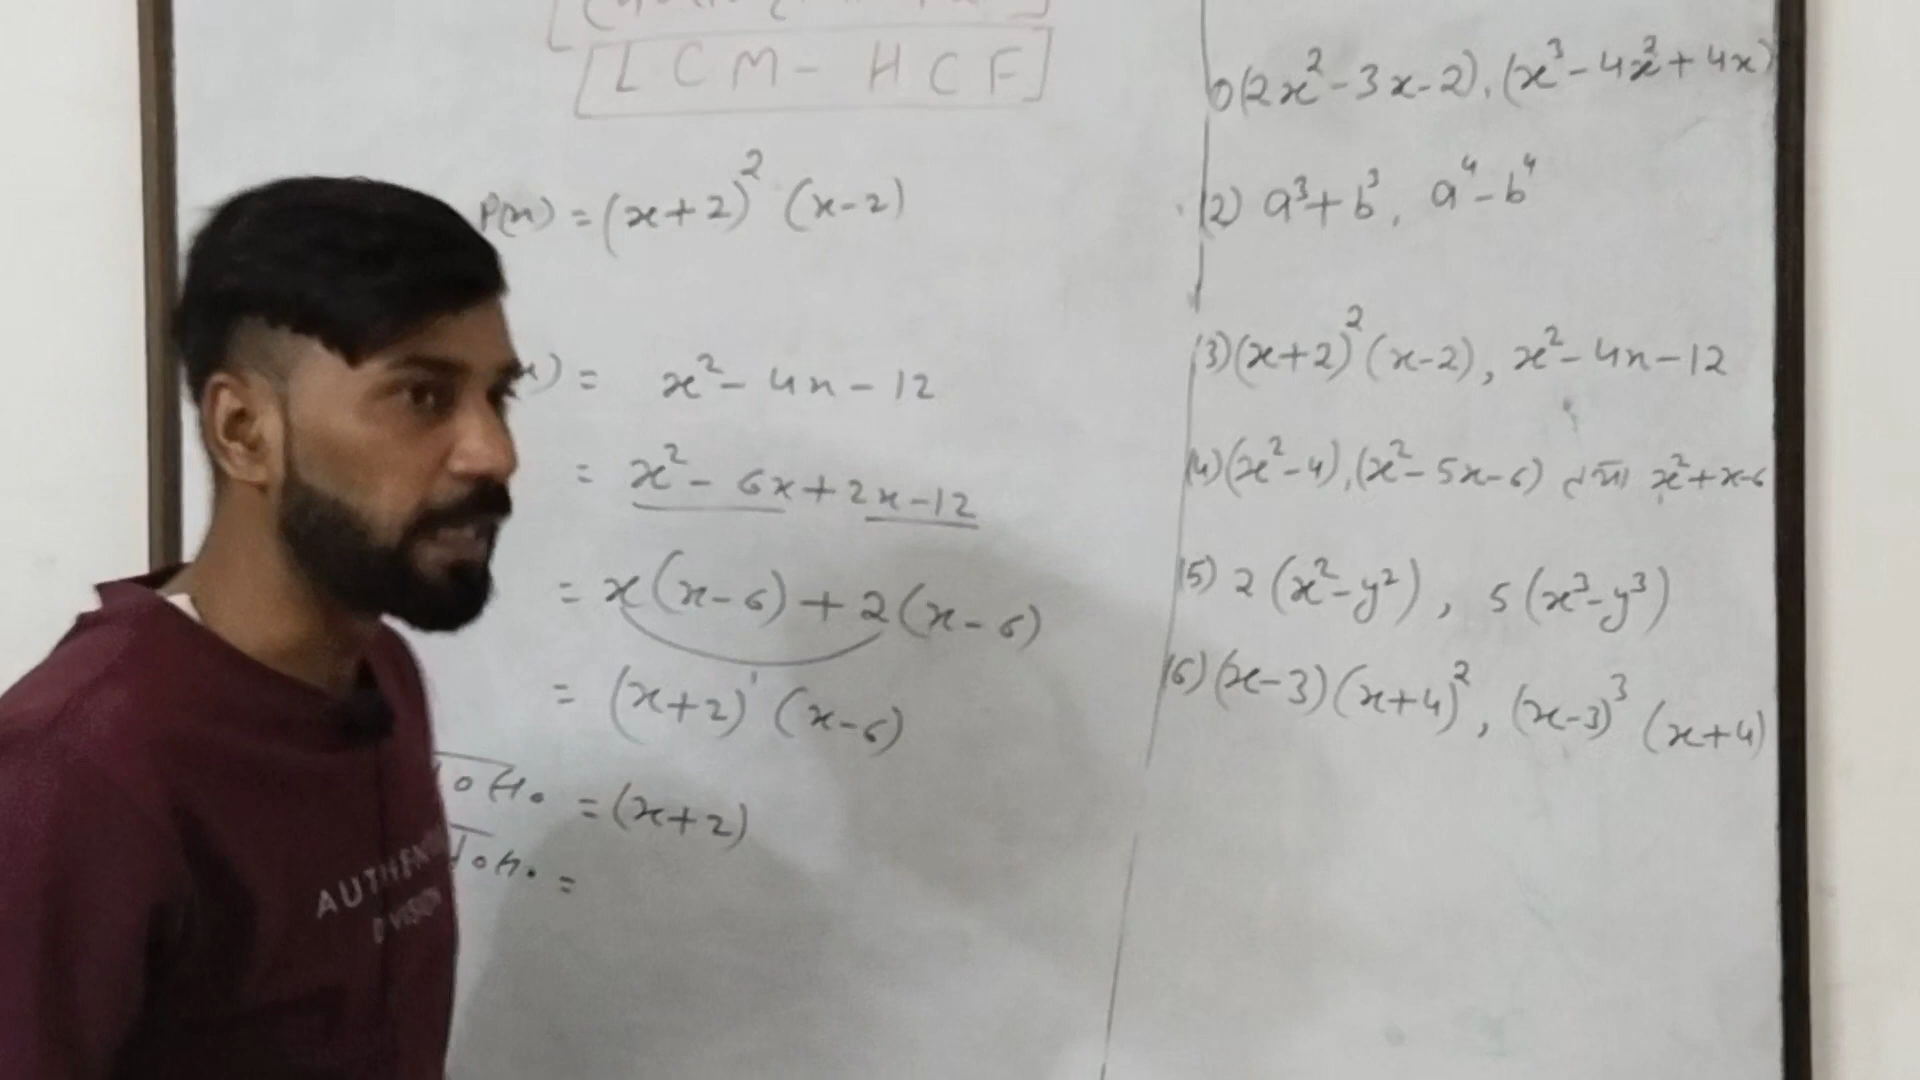 [LCM - HCF]
P(x) = (x+2)² (x-2)
x) = x² - 4x - 12
= x² - 6x + 2x - 12
= x(x-6) + 2(x-6)
= (x+2)¹ (x-6)
= (x+2)
=
AUTHEN
DIVISION
(2x² - 3x - 2), (x³ - 4x² + 4x)
(2) a³ + b³, a⁴ - b⁴
(3) (x+2)² (x-2), x² - 4x - 12
(4) (x² - 4), (x² - 5x - 6) तथा x² + x - 6
(5) 2(x² - y²), 5(x³ - y³)
(6) (x-3)(x+4)², (x-3)³ (x+4)